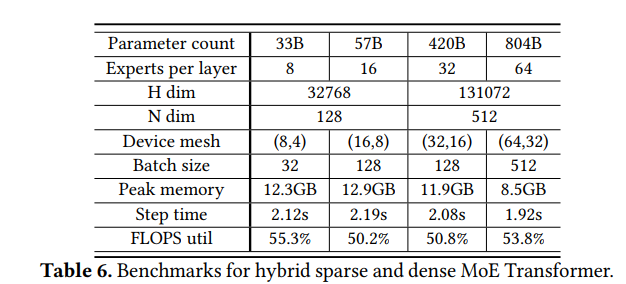 Parameter count 33B 57B 420B 804B
Experts per layer 8 16 32 64
H dim 32768 131072
N dim 128 512
Device mesh (8,4) (16,8) (32,16) (64,32)
Batch size 32 128 128 512
Peak memory 12.3GB 12.9GB 11.9GB 8.5GB
Step time 2.12s 2.19s 2.08s 1.92s
FLOPS util 55.3% 50.2% 50.8% 53.8%
Table 6. Benchmarks for hybrid sparse and dense MoE Transformer.